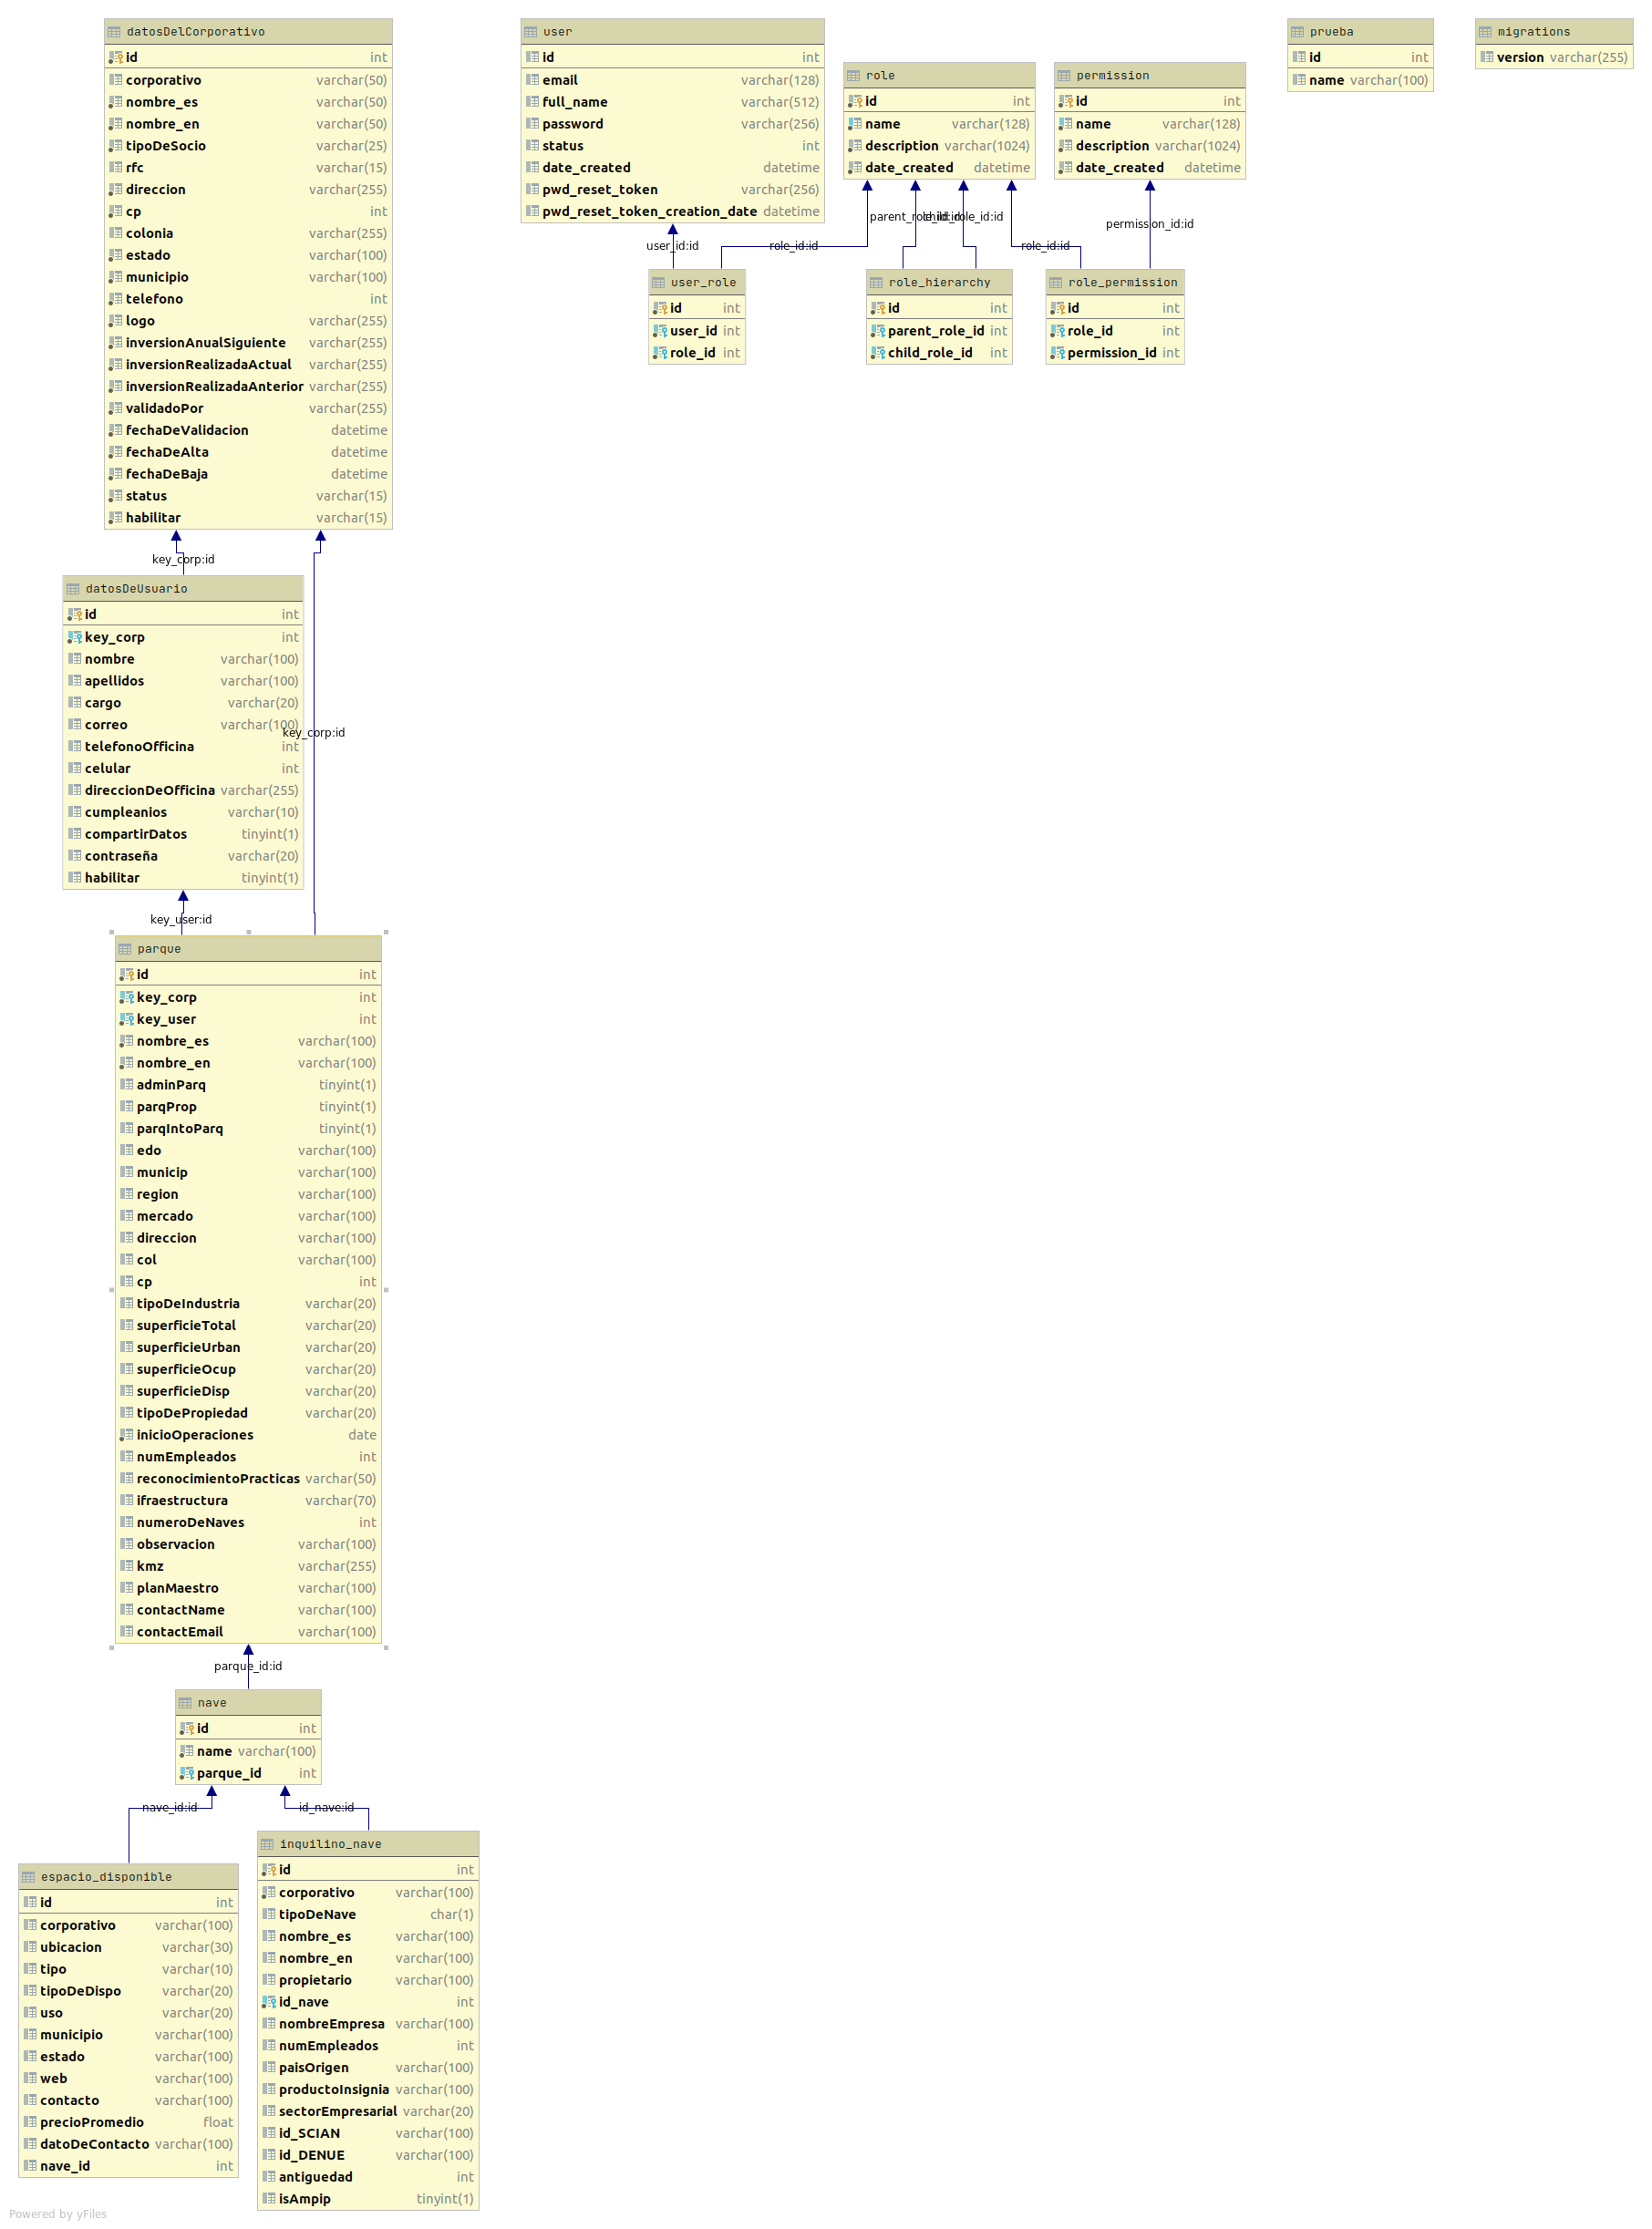 datosDelCorporativo
id int
corporativo varchar(50)
nombre_es varchar(50)
nombre_en varchar(50)
tipoDeSocio varchar(25)
rfc varchar(15)
direccion varchar(255)
cp int
colonia varchar(255)
estado varchar(100)
municipio varchar(100)
telefono int
logo varchar(255)
inversionAnualSiguiente varchar(255)
inversionRealizadaActual varchar(255)
inversionRealizadaAnterior varchar(255)
validadoPor varchar(255)
fechaDeValidacion datetime
fechaDeAlta datetime
fechaDeBaja datetime
status varchar(15)
habilitar varchar(15)
user
id int
email varchar(128)
full_name varchar(512)
password varchar(256)
status int
date_created datetime
pwd_reset_token varchar(256)
pwd_reset_token_creation_date datetime
role
id int
name varchar(128)
description varchar(1024)
date_created datetime
permission
id int
name varchar(128)
description varchar(1024)
date_created datetime
prueba
id int
name varchar(100)
migrations
version varchar(255)
user_id:id
role_id:id
parent_role_id:id
child_role_id:id
role_id:id
permission_id:id
user_role
id int
user_id int
role_id int
role_hierarchy
id int
parent_role_id int
child_role_id int
role_permission
id int
role_id int
permission_id int
key_corp:id
key_corp:id
datosDeUsuario
id int
key_corp int
nombre varchar(100)
apellidos varchar(100)
cargo varchar(20)
correo varchar(100)
telefonoOfficina int
celular int
direccionDeOfficina varchar(255)
cumpleanios varchar(10)
compartirDatos tinyint(1)
contraseña varchar(20)
habilitar tinyint(1)
key_user:id
parque
id int
key_corp int
key_user int
nombre_es varchar(100)
nombre_en varchar(100)
adminParq tinyint(1)
parqProp tinyint(1)
parqIntoParq tinyint(1)
edo varchar(100)
municip varchar(100)
region varchar(100)
mercado varchar(100)
direccion varchar(100)
col varchar(100)
cp int
tipoDeIndustria varchar(20)
superficieTotal varchar(20)
superficieUrban varchar(20)
superficieOcup varchar(20)
superficieDisp varchar(20)
tipoDePropiedad varchar(20)
inicioOperaciones date
numEmpleados int
reconocimientoPracticas varchar(50)
ifraestructura varchar(70)
numeroDeNaves int
observacion varchar(100)
kmz varchar(255)
planMaestro varchar(100)
contactName varchar(100)
contactEmail varchar(100)
parque_id:id
nave
id int
name varchar(100)
parque_id int
nave_id:id
id_nave:id
espacio_disponible
id int
corporativo varchar(100)
ubicacion varchar(30)
tipo varchar(10)
tipoDeDispo varchar(20)
uso varchar(20)
municipio varchar(100)
estado varchar(100)
web varchar(100)
contacto varchar(100)
precioPromedio float
datoDeContacto varchar(100)
nave_id int
inquilino_nave
id int
corporativo varchar(100)
tipoDeNave char(1)
nombre_es varchar(100)
nombre_en varchar(100)
propietario varchar(100)
id_nave int
nombreEmpresa varchar(100)
numEmpleados int
paisOrigen varchar(100)
productoInsignia varchar(100)
sectorEmpresarial varchar(20)
id_SCIAN varchar(100)
id_DENUE varchar(100)
antiguedad int
isAmpip tinyint(1)
Powered by yFiles